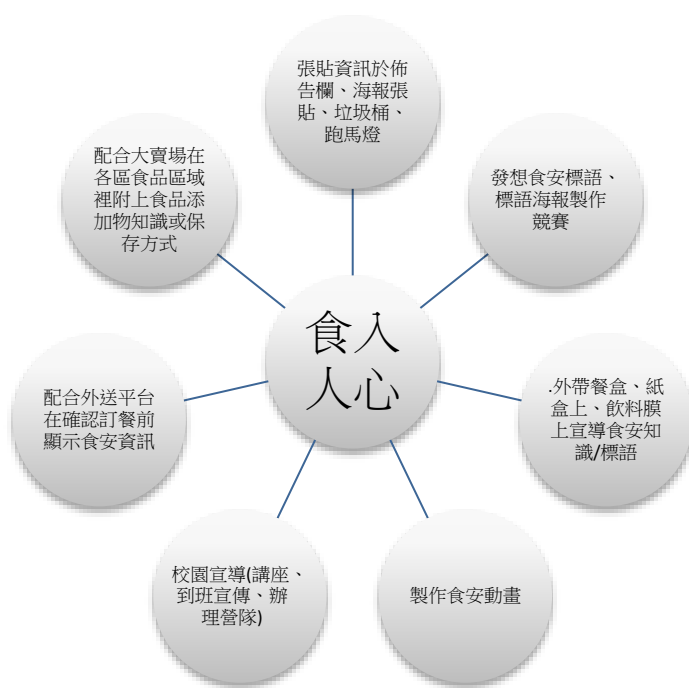 張貼資訊於佈
告欄、海報張
貼、垃圾桶、
跑馬燈
發想食安標語、
標語海報製作
競賽
.外帶餐盒、紙
盒上、飲料膜
上宣導食安知
識/標語
製作食安動畫
校園宣導(講座、
到班宣傳、辦
理營隊)
配合外送平台
在確認訂餐前
顯示食安資訊
配合大賣場在
各區食品區域
裡附上食品添
加物知識或保
存方式
食入
人心